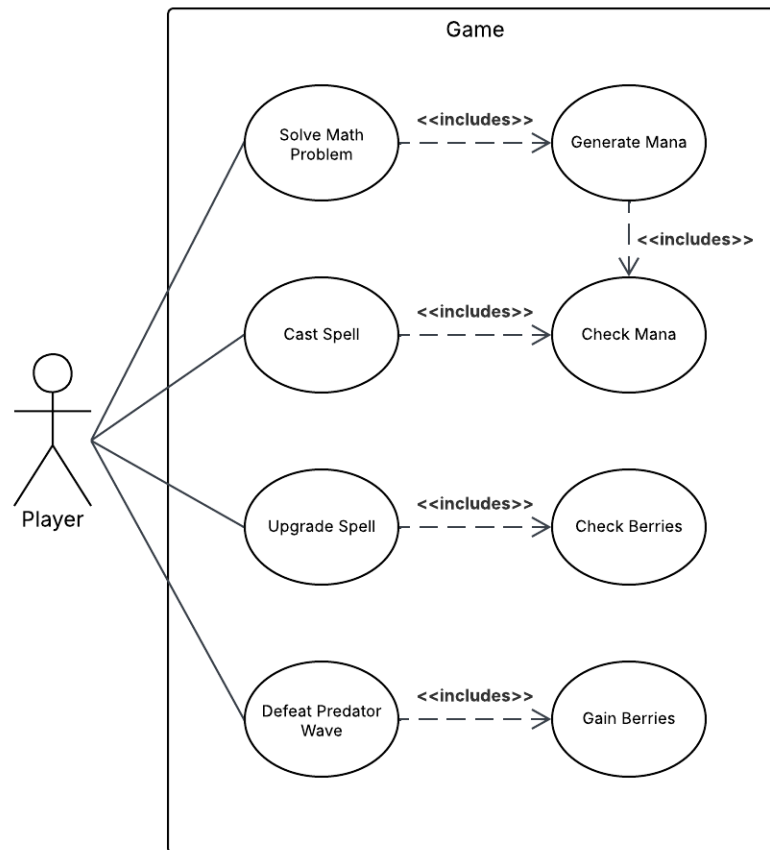 Game
Solve Math
Problem
<<includes>>
Generate Mana
<<includes>>
Cast Spell
<<includes>>
Check Mana
Player
Upgrade Spell
<<includes>>
Check Berries
Defeat Predator
Wave
<<includes>>
Gain Berries